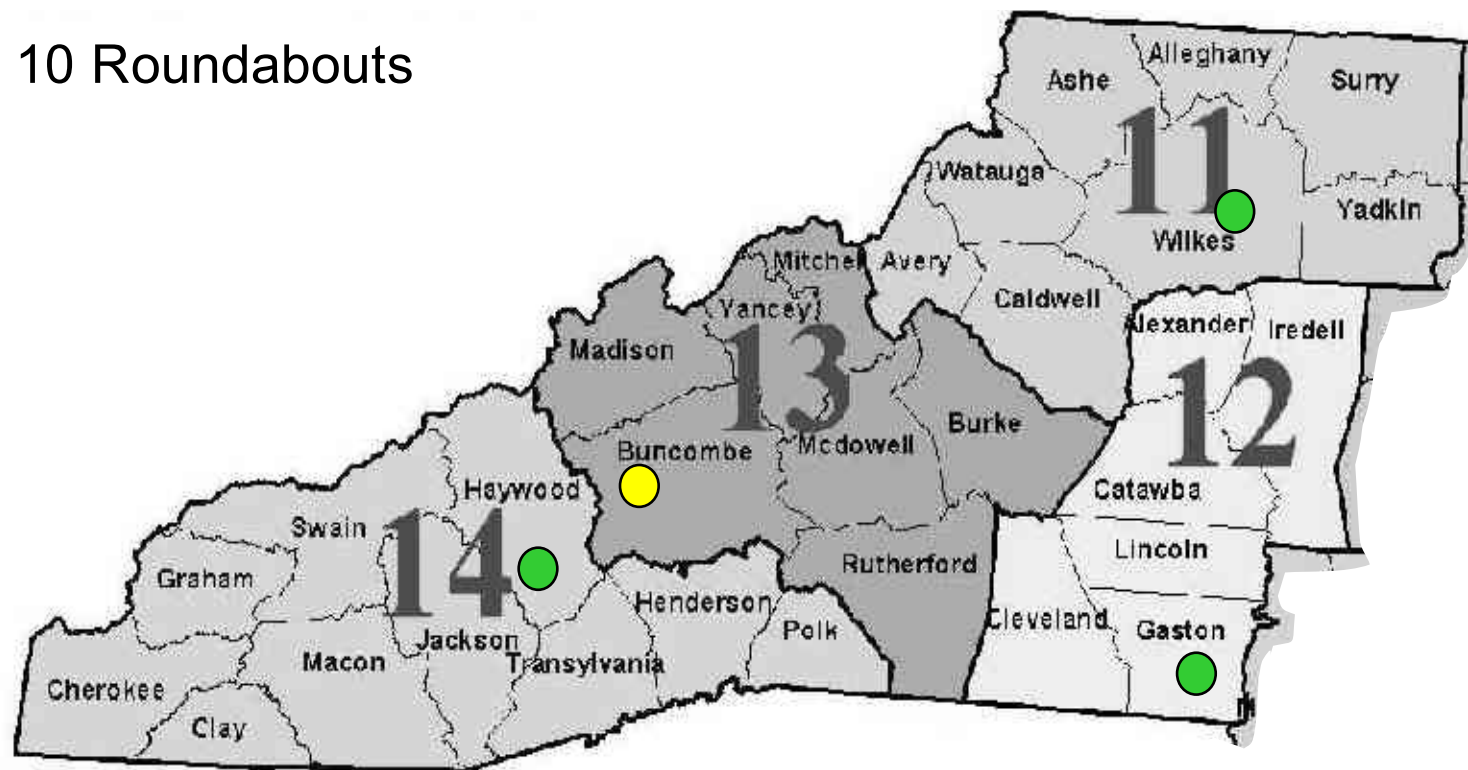 10 Roundabouts
Alleghany
Ashe
Surry
11
Watauga
Yadkin
Wilkes
Mitchel
Avery
Caldwell
Yancey
Alexander
Iredell
Madison
13
12
Burke
Mcdowell
Buncombe
Haywood
Catawba
Swain
14
Lincoln
Rutherford
Graham
Henderson
Cleveland
Polk
Gaston
Jackson
Macon
Transylvania
Cherokee
Clay